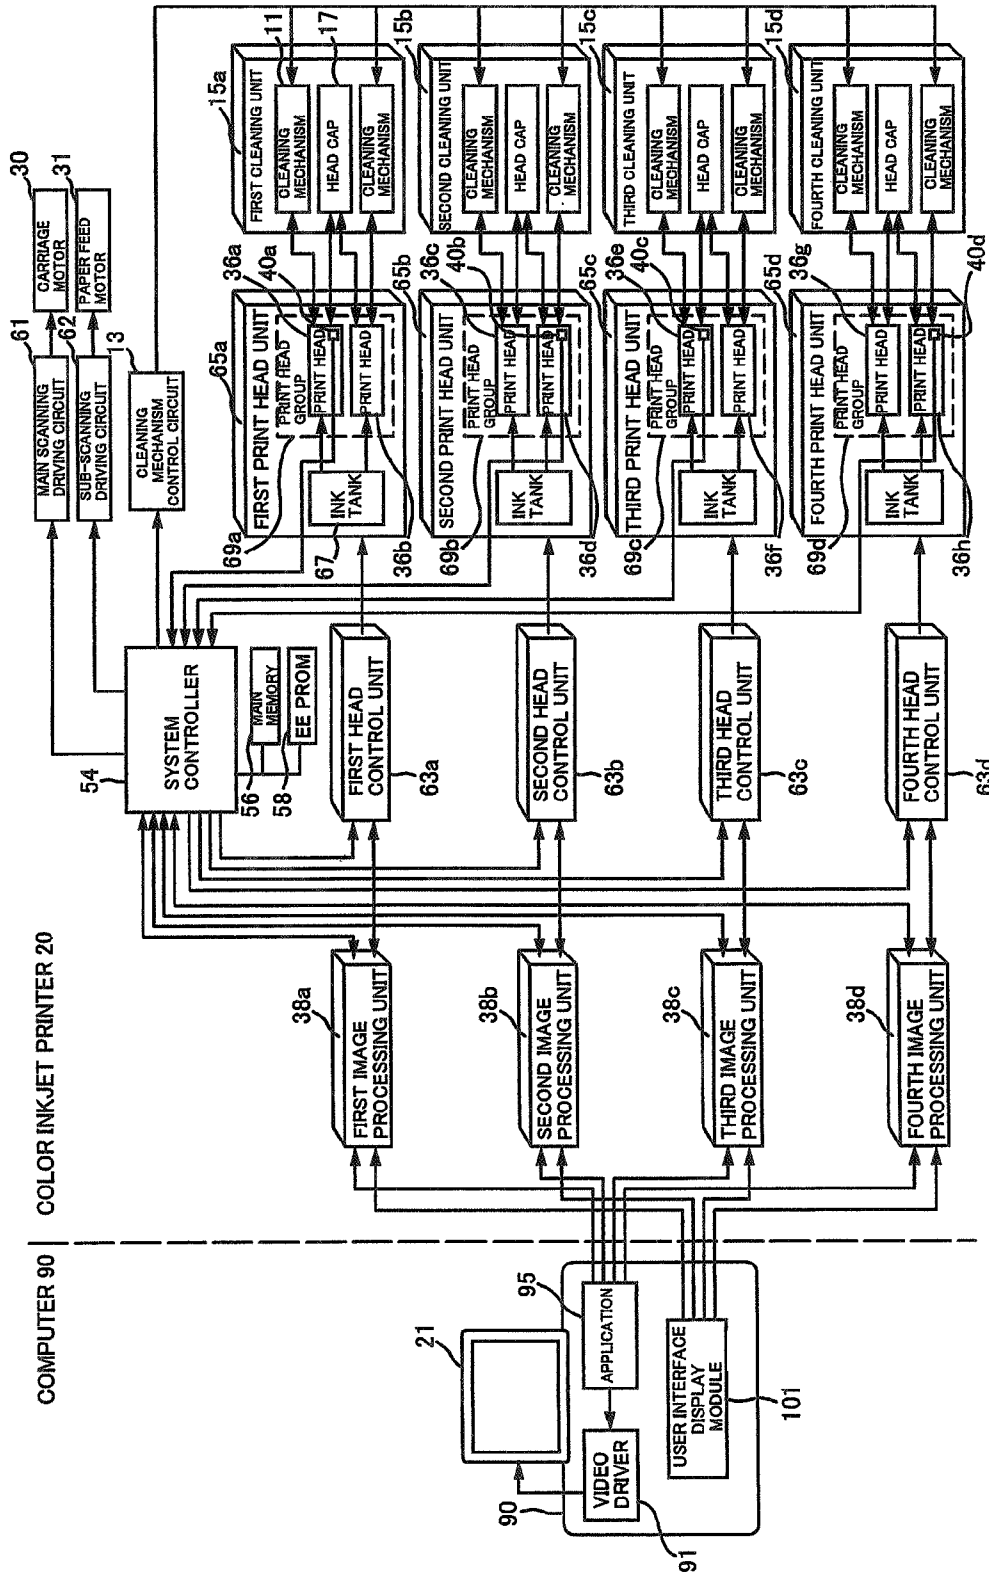 COMPUTER 90
COLOR INKJET PRINTER 20
21
90
VIDEO
DRIVER
91
APPLICATION
95
USER INTERFACE
DISPLAY
MODULE
101
38a
FIRST IMAGE
PROCESSING UNIT
38b
SECOND IMAGE
PROCESSING UNIT
38c
THIRD IMAGE
PROCESSING UNIT
38d
FOURTH IMAGE
PROCESSING UNIT
54
SYSTEM
CONTROLLER
56
MAIN
MEMORY
58
EE PROM
FIRST HEAD
CONTROL UNIT
63a
SECOND HEAD
CONTROL UNIT
63b
THIRD HEAD
CONTROL UNIT
63c
FOURTH HEAD
CONTROL UNIT
63d
61
MAIN SCANNING
DRIVING CIRCUIT
30
CARRIAGE
MOTOR
62
SUB-SCANNING
DRIVING CIRCUIT
31
PAPER FEED
MOTOR
13
CLEANING
MECHANISM
CONTROL CIRCUIT
65a
FIRST PRINT HEAD UNIT
PRINT HEAD
GROUP
36a
40a
PRINT HEAD
PRINT HEAD
INK
TANK
69a
67
36b
65b
SECOND PRINT HEAD UNIT
PRINT HEAD
GROUP
36c
40b
PRINT HEAD
PRINT HEAD
INK
TANK
69b
36d
65c
THIRD PRINT HEAD UNIT
PRINT HEAD
GROUP
36e
40c
PRINT HEAD
PRINT HEAD
INK
TANK
69c
36f
65d
FOURTH PRINT HEAD UNIT
PRINT HEAD
GROUP
36g
40d
PRINT HEAD
PRINT HEAD
INK
TANK
69d
36h
15a
FIRST CLEANING UNIT
11
CLEANING
MECHANISM
17
HEAD CAP
CLEANING
MECHANISM
15b
SECOND CLEANING UNIT
CLEANING
MECHANISM
HEAD CAP
CLEANING
MECHANISM
15c
THIRD CLEANING UNIT
CLEANING
MECHANISM
HEAD CAP
CLEANING
MECHANISM
15d
FOURTH CLEANING UNIT
CLEANING
MECHANISM
HEAD CAP
CLEANING
MECHANISM